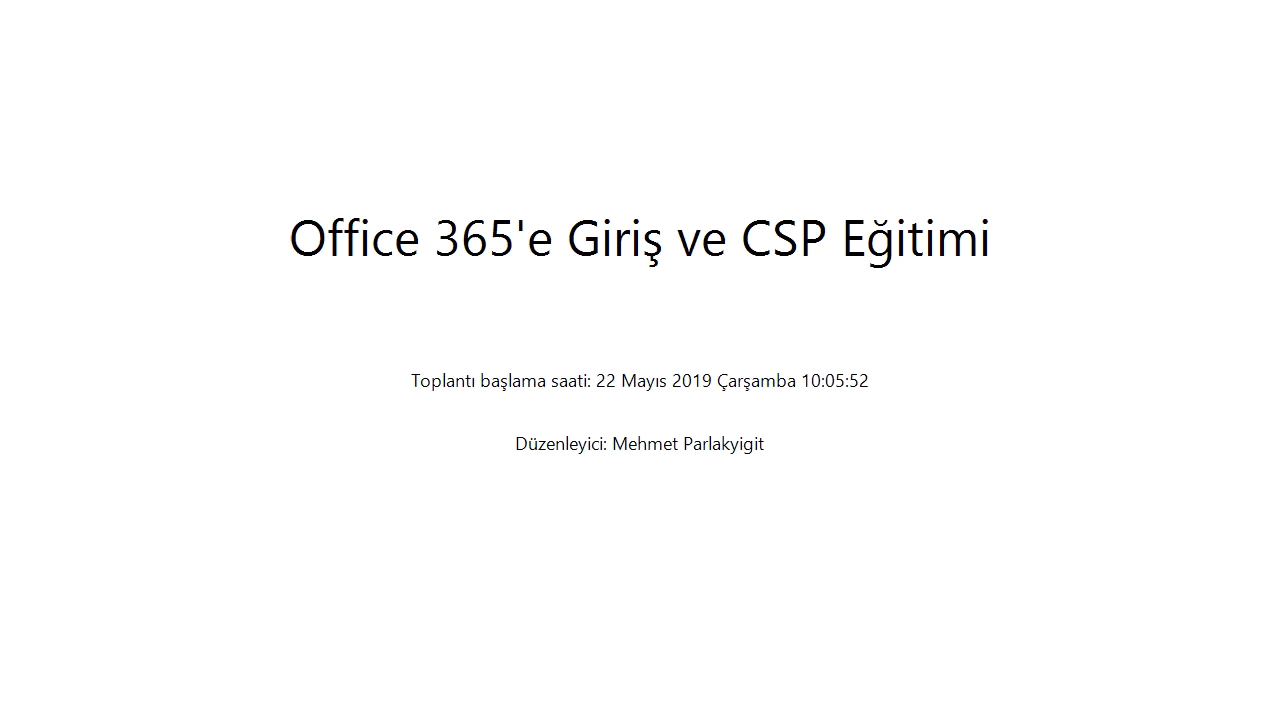 Office 365'e Giriş ve CSP Eğitimi
Toplantı başlama saati: 22 Mayıs 2019 Çarşamba 10:05:52
Düzenleyici: Mehmet Parlakyigit